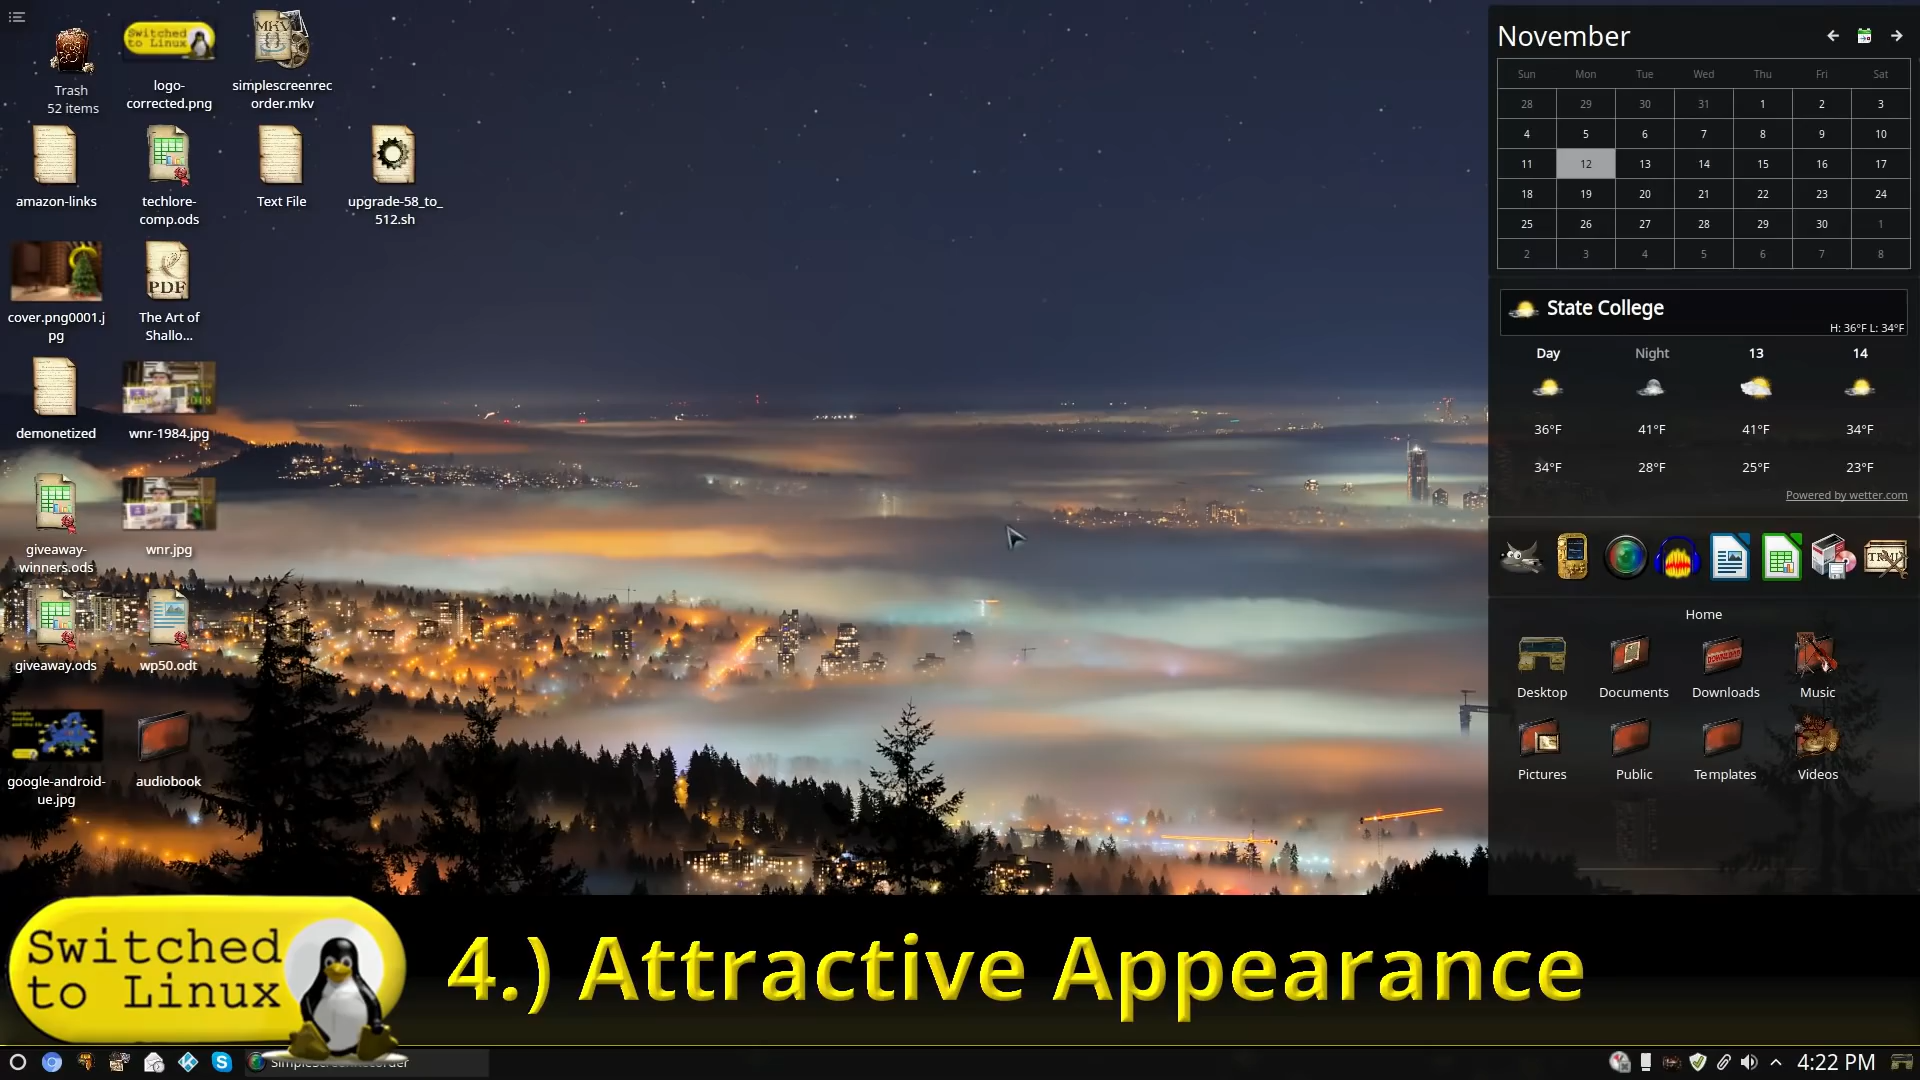 Switched
to Linux
MKV
Trash
52 items
logo-
corrected.png
simplescreenrec
order.mkv
amazon-links
techlore-
comp.ods
Text File
upgrade-58_to_
512.sh
PDF
cover.png0001.j
pg
The Art of
Shallo...
demonetized
wnr-1984.jpg
giveaway-
winners.ods
wnr.jpg
giveaway.ods
wp50.odt
google-android-
ue.jpg
audiobook
November
Sun Mon Tue Wed Thu Fri Sat
28 29 30 31 1 2 3
4 5 6 7 8 9 10
11 12 13 14 15 16 17
18 19 20 21 22 23 24
25 26 27 28 29 30 1
2 3 4 5 6 7 8
State College
H: 36°F L: 34°F
Day Night 13 14
36°F 41°F 41°F 34°F
34°F 28°F 25°F 23°F
Powered by wetter.com
Home
DOWNLOAD
Desktop Documents Downloads Music
Pictures Public Templates Videos
Switched
to Linux
4.) Attractive Appearance
SimpleScreenRecorder
4:22 PM